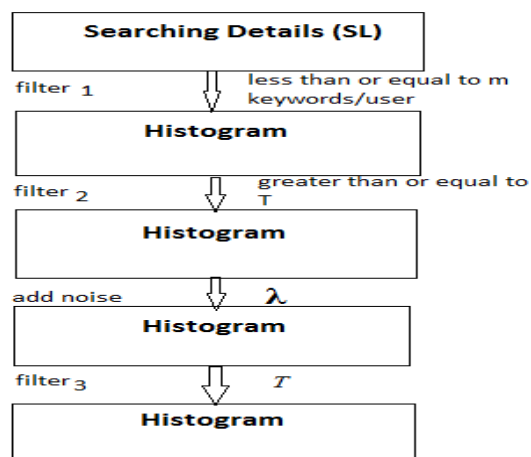 Searching Details (SL)
filter 1
less than or equal to m
keywords/user
Histogram
filter 2
greater than or equal to
T
Histogram
add noise
λ
Histogram
filter 3
T
Histogram